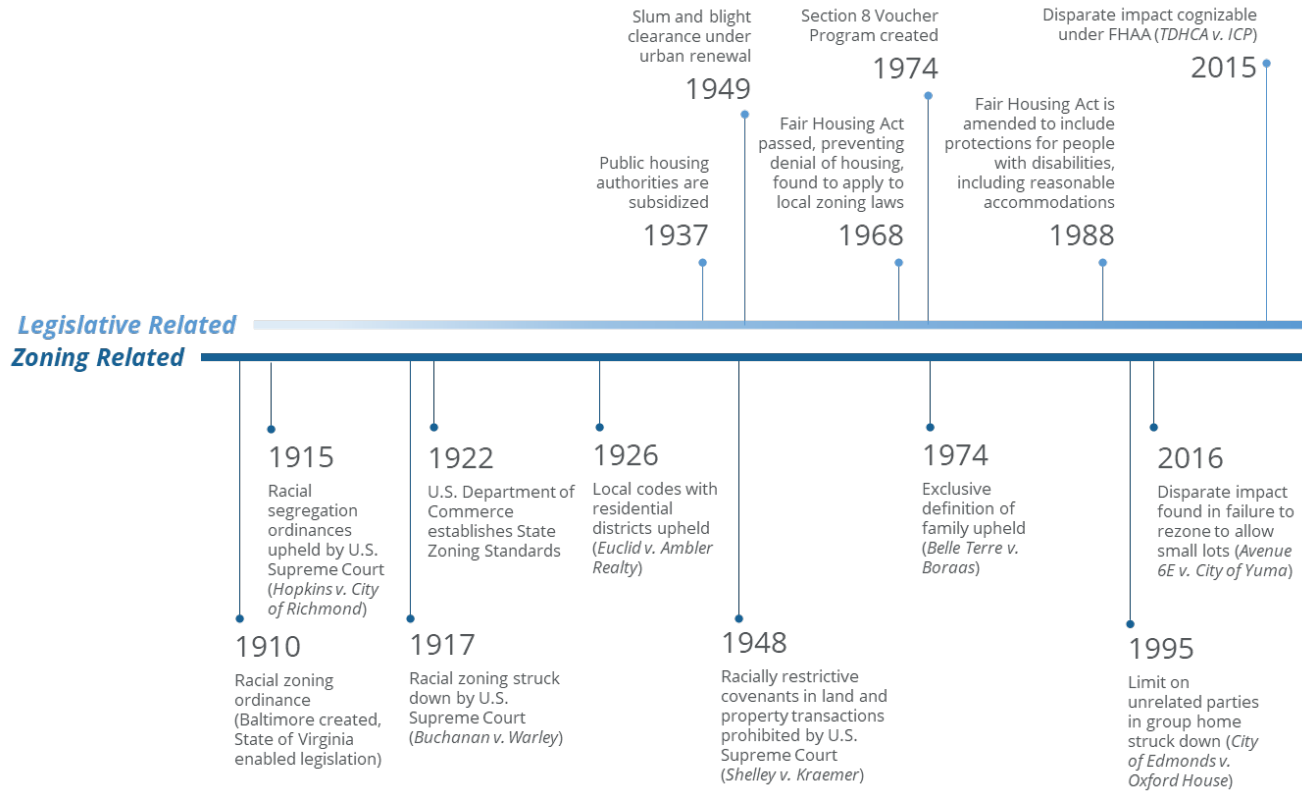 Slum and blight
clearance under
urban renewal
1949
Section 8 Voucher
Program created
1974
Disparate impact cognizable
under FHAA (TDHCA v. ICP)
2015
Public housing
authorities are
subsidized
1937
Fair Housing Act
passed, preventing
denial of housing,
found to apply to
local zoning laws
1968
Fair Housing Act is
amended to include
protections for people
with disabilities,
including reasonable
accommodations
1988
Legislative Related
Zoning Related
1915
Racial
segregation
ordinances
upheld by U.S.
Supreme Court
(Hopkins v. City
of Richmond)
1922
U.S. Department of
Commerce
establishes State
Zoning Standards
1926
Local codes with
residential
districts upheld
(Euclid v. Ambler
Realty)
1974
Exclusive
definition of
family upheld
(Belle Terre v.
Boraas)
2016
Disparate impact
found in failure to
rezone to allow
small lots (Avenue
6E v. City of Yuma)
1910
Racial zoning
ordinance
(Baltimore created,
State of Virginia
enabled legislation)
1917
Racial zoning struck
down by U.S.
Supreme Court
(Buchanan v. Warley)
1948
Racially restrictive
covenants in land and
property transactions
prohibited by U.S.
Supreme Court
(Shelley v. Kraemer)
1995
Limit on
unrelated parties
in group home
struck down (City
of Edmonds v.
Oxford House)